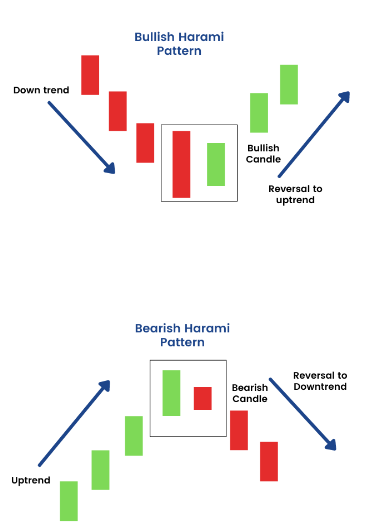 Bullish Harami
Pattern
Down trend
Bullish
Candle
Reversal to
uptrend
Bearish Harami
Pattern
Reversal to
Downtrend
Bearish
Candle
Uptrend